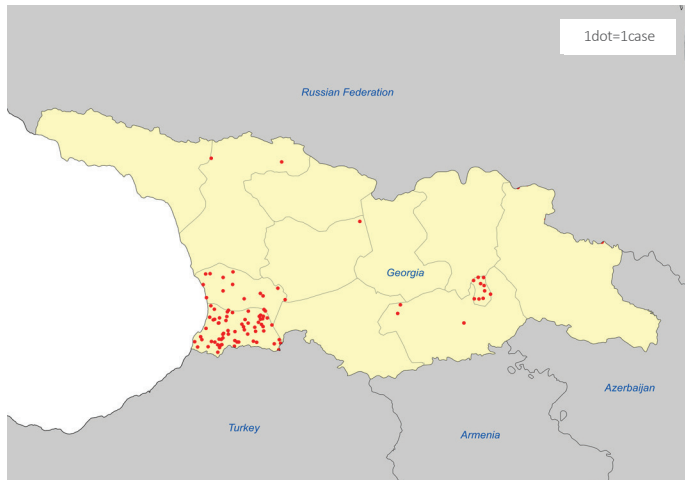 1dot=1case
Russian Federation
Georgia
Azerbaijan
Turkey
Armenia